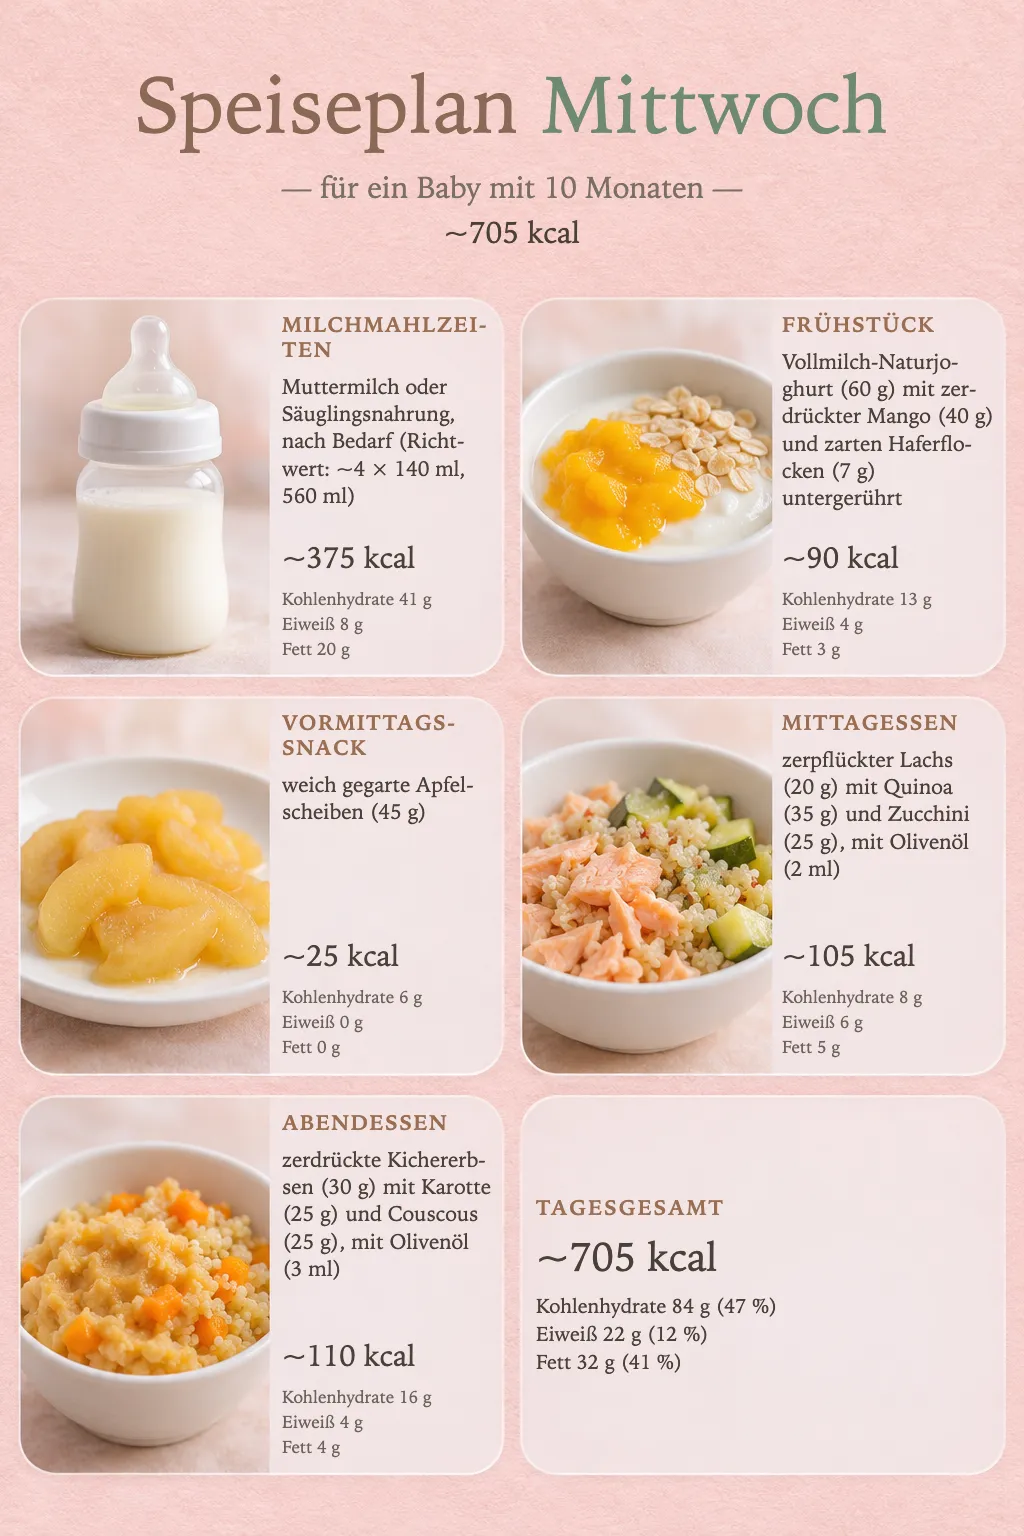 Speiseplan Mittwoch
— für ein Baby mit 10 Monaten —
~705 kcal
MILCHMAHLZEI-
TEN
Muttermilch oder
Säuglingsnahrung,
nach Bedarf (Richt-
wert: ~4 × 140 ml,
560 ml)
~375 kcal
Kohlenhydrate 41 g
Eiweiß 8 g
Fett 20 g
FRÜHSTÜCK
Vollmilch-Naturjo-
ghurt (60 g) mit zer-
drückter Mango (40 g)
und zarten Haferflo-
cken (7 g)
untergerührt
~90 kcal
Kohlenhydrate 13 g
Eiweiß 4 g
Fett 3 g
VORMITTAGS-
SNACK
weich gegarte Apfel-
scheiben (45 g)
~25 kcal
Kohlenhydrate 6 g
Eiweiß 0 g
Fett 0 g
MITTAGESSEN
zerpflückter Lachs
(20 g) mit Quinoa
(35 g) und Zucchini
(25 g), mit Olivenöl
(2 ml)
~105 kcal
Kohlenhydrate 8 g
Eiweiß 6 g
Fett 5 g
ABENDESSEN
zerdrückte Kichererb-
sen (30 g) mit Karotte
(25 g) und Couscous
(25 g), mit Olivenöl
(3 ml)
~110 kcal
Kohlenhydrate 16 g
Eiweiß 4 g
Fett 4 g
TAGESGESAMT
~705 kcal
Kohlenhydrate 84 g (47 %)
Eiweiß 22 g (12 %)
Fett 32 g (41 %)